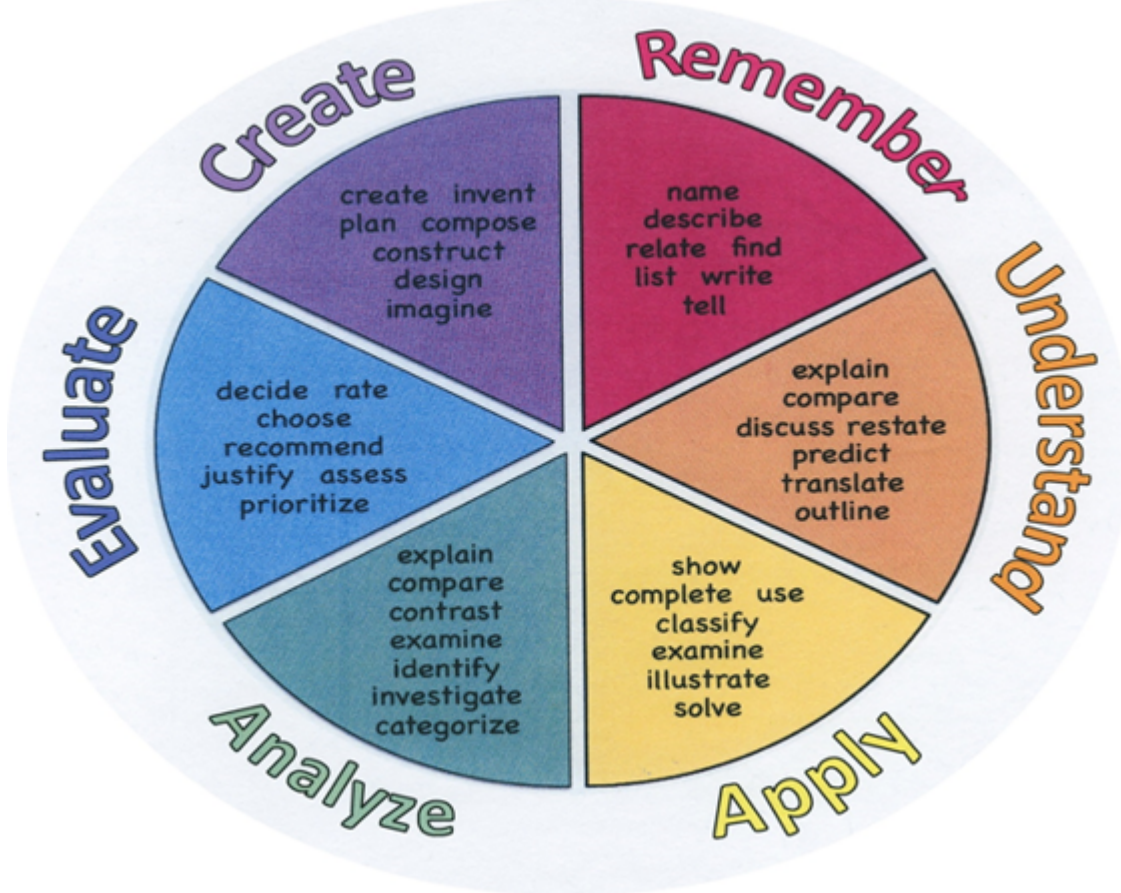 Remember
name
describe
relate find
list write
tell
Understand
explain
compare
discuss restate
predict
translate
outline
Apply
show
complete use
classify
examine
illustrate
solve
Analyze
explain
compare
contrast
examine
identify
investigate
categorize
Evaluate
decide rate
choose
recommend
justify assess
prioritize
Create
create invent
plan compose
construct
design
imagine